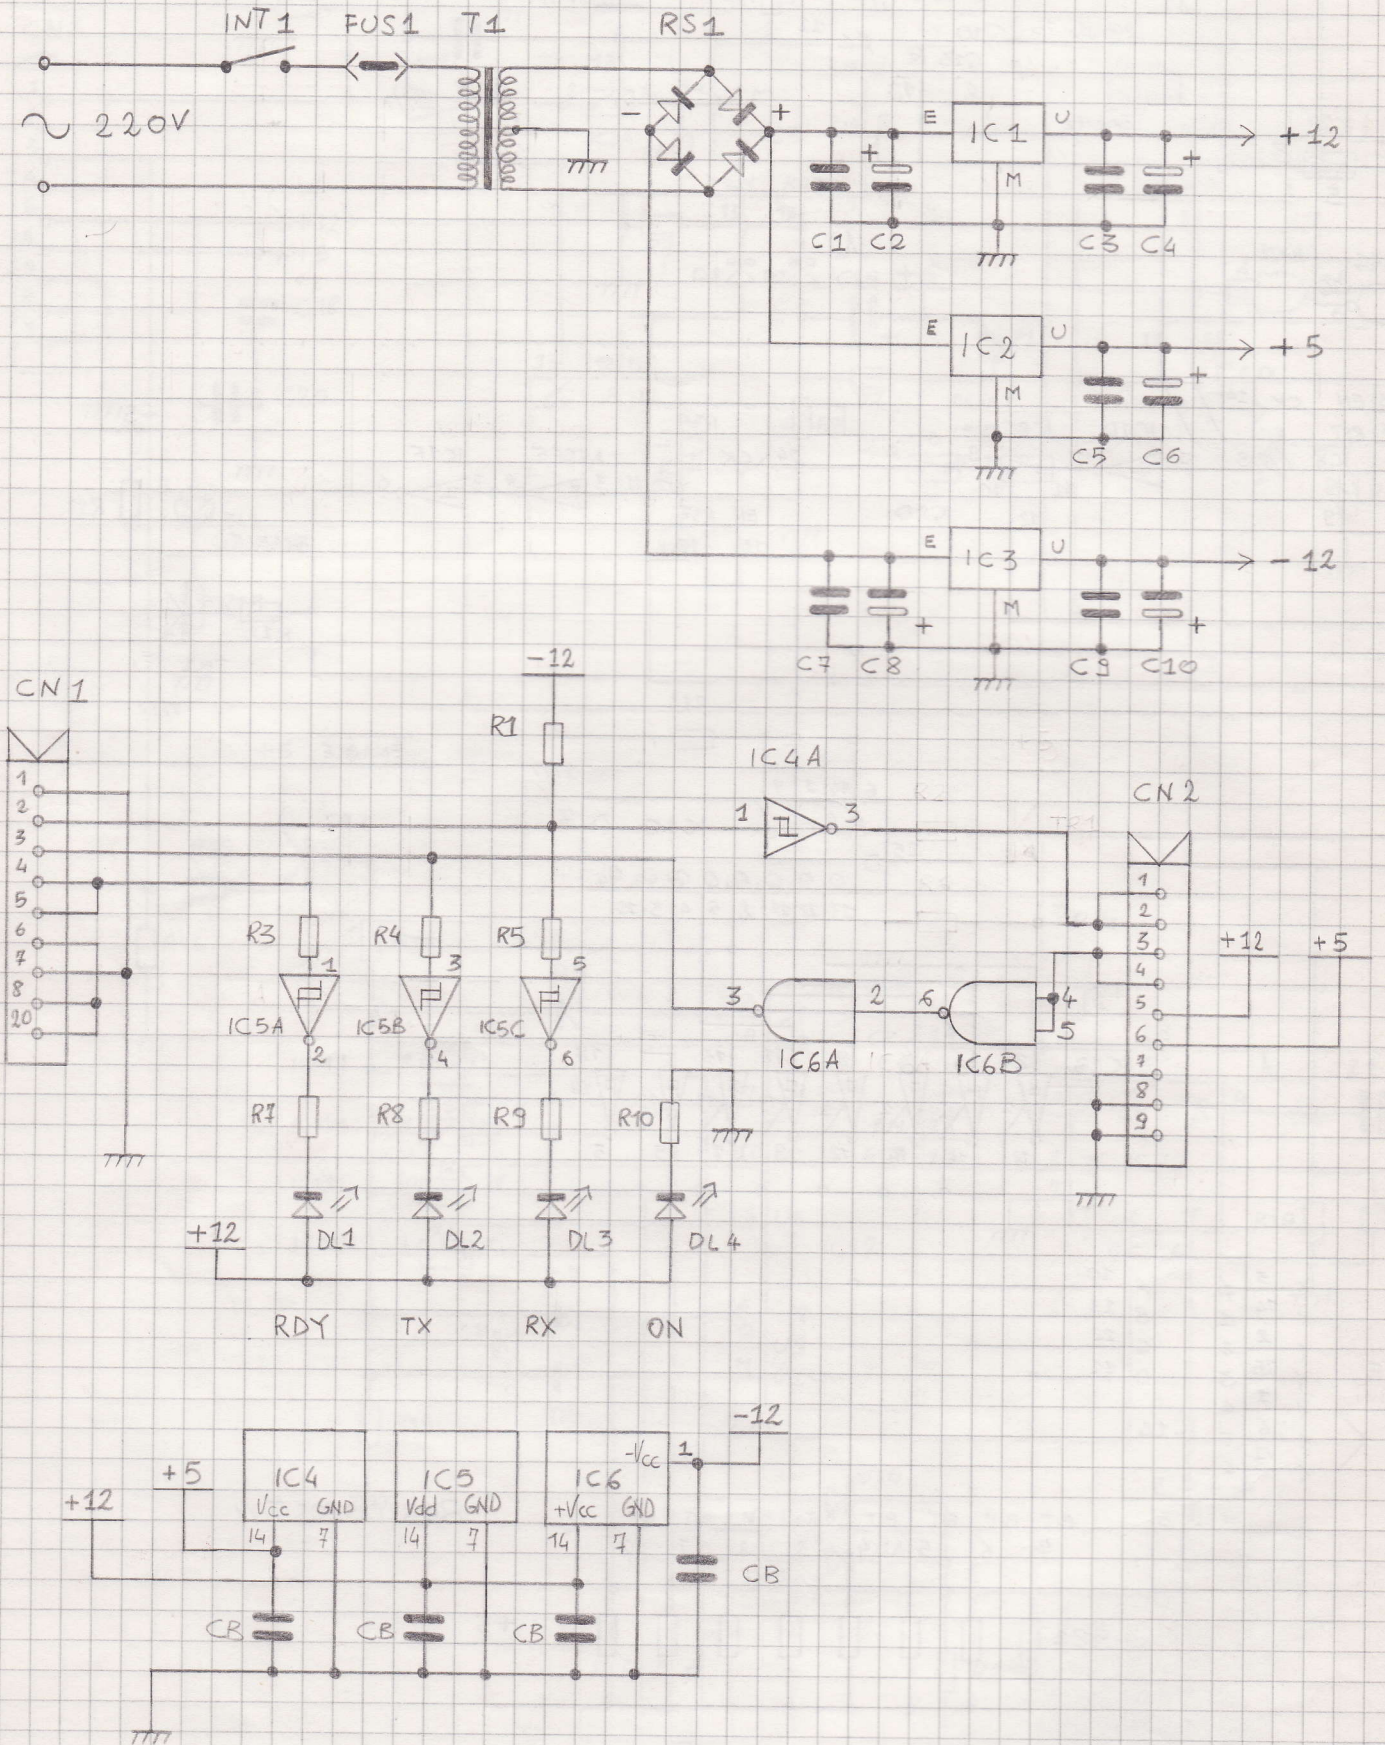 INT1 FUS1 T1 RS1
~ 220V
- +
E IC1 U +12
M
+ +
C1 C2 C3 C4
E IC2 U +5
M +
C5 C6
E IC3 U -12
M
+ +
C7 C8 C9 C10
-12
CN1
R1
IC4A
1 3
CN2
1
2
3
4
5
6
7
8
20
1
2
3
4
5
6
7
8
9
+12 +5
R3 R4 R5
1 3 5
IC5A IC5B IC5C
2 4 6
3 2 6 4
5
IC6A IC6B
R7 R8 R9 R10
+12
DL1 DL2 DL3 DL4
RDY TX RX ON
-12
+5
+12
IC4 IC5 IC6
-Vcc 1
Vcc GND Vdd GND +Vcc GND
14 7 14 7 14 7
CB
CB CB CB